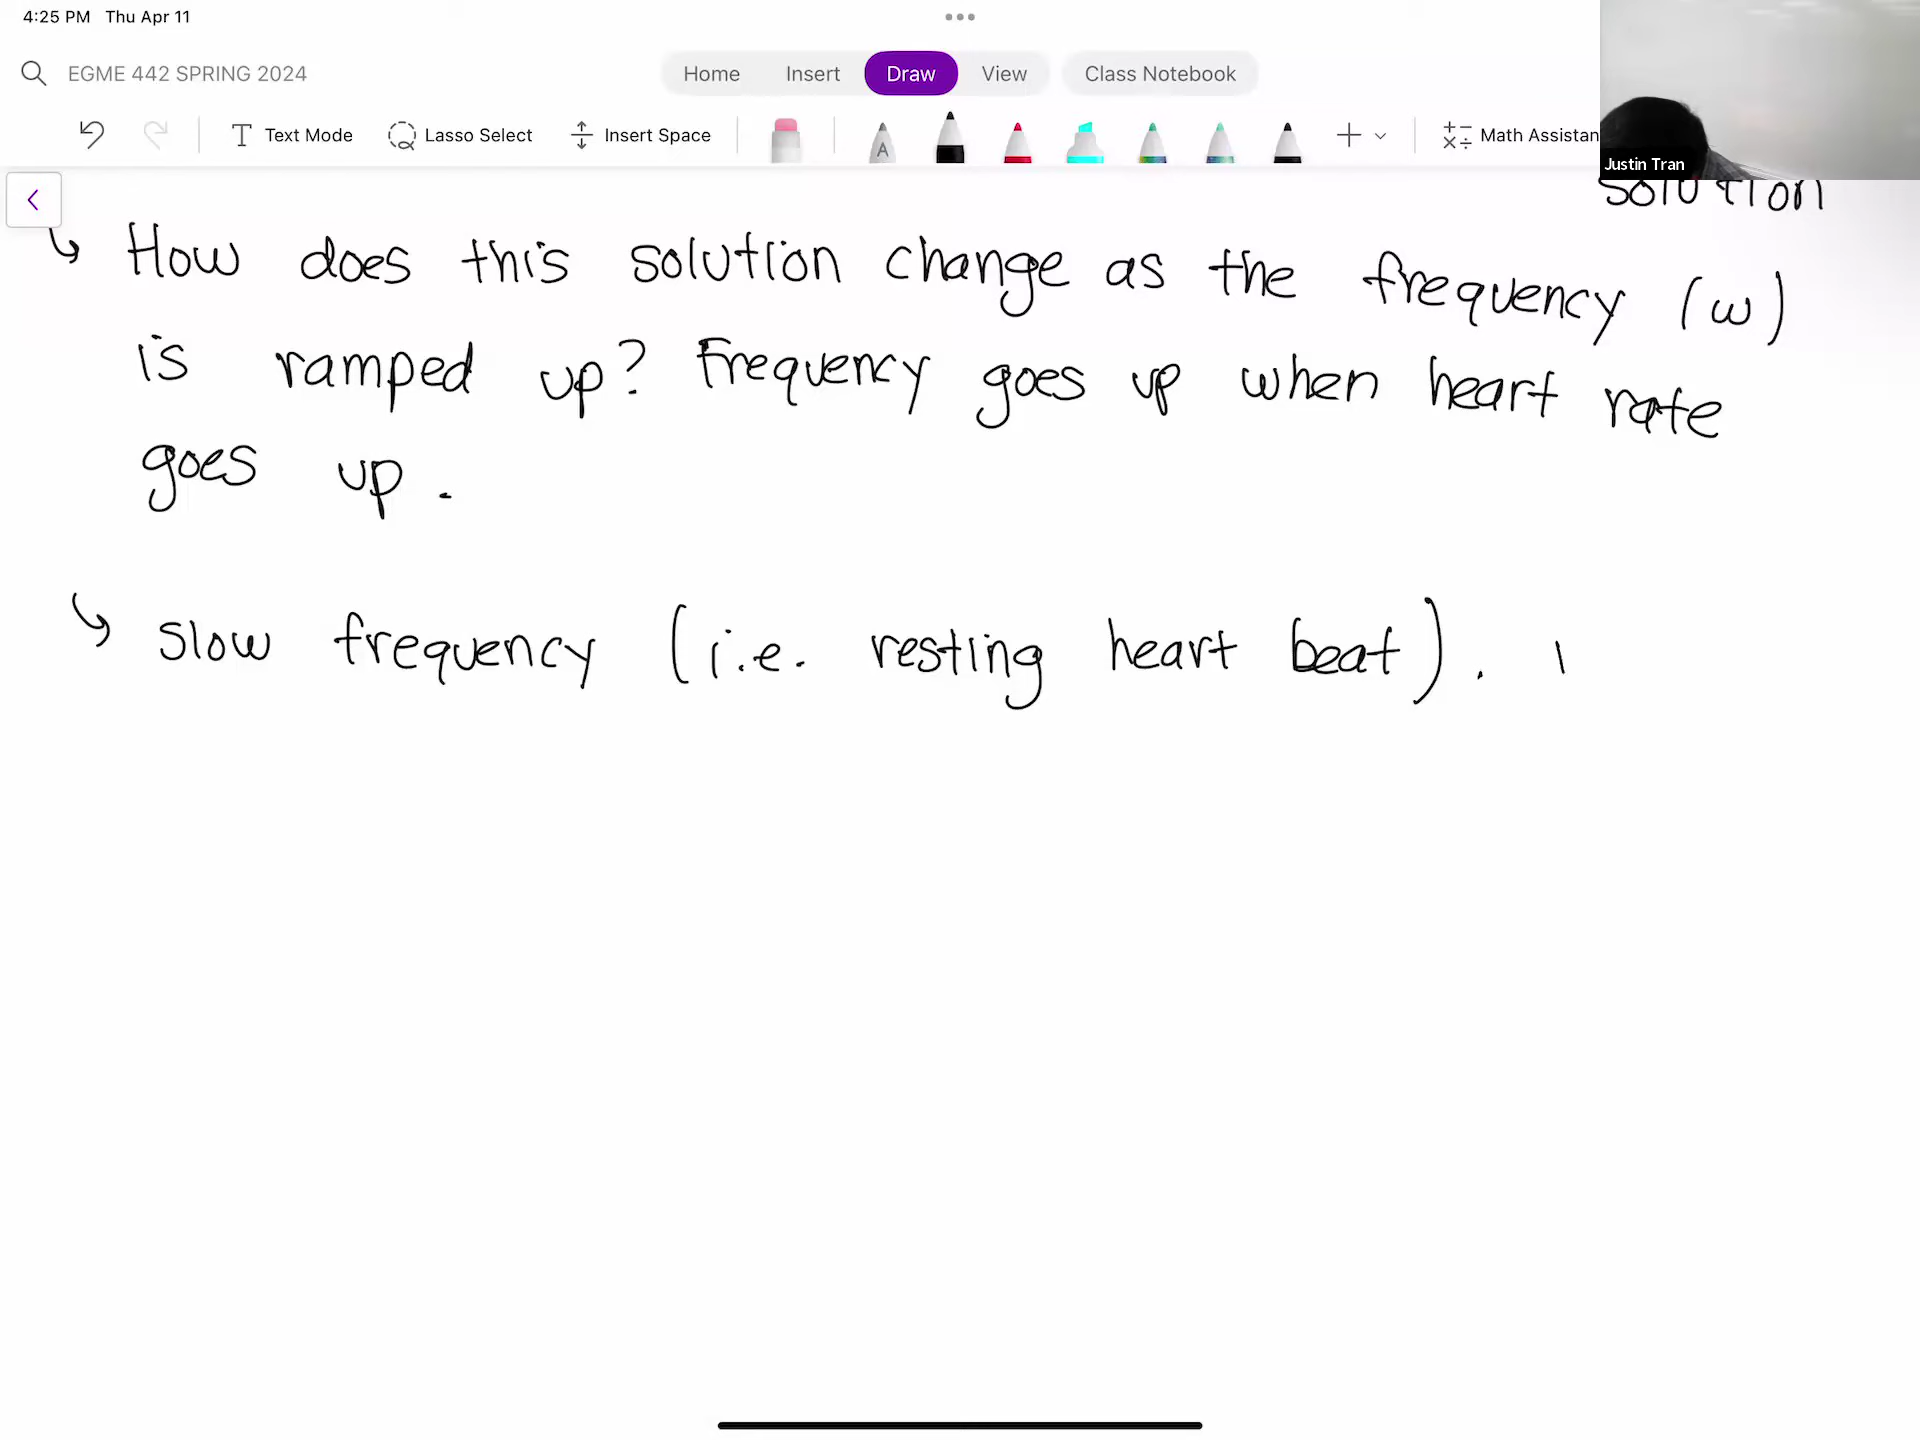 4:25 PM Thu Apr 11
EGME 442 SPRING 2024
Home Insert Draw View Class Notebook
Text Mode Lasso Select Insert Space A Math Assistan
Justin Tran
solution
How does this solution change as the frequency (ω)
is ramped up? Frequency goes up when heart rate
goes up.
slow frequency (i.e. resting heart beat).